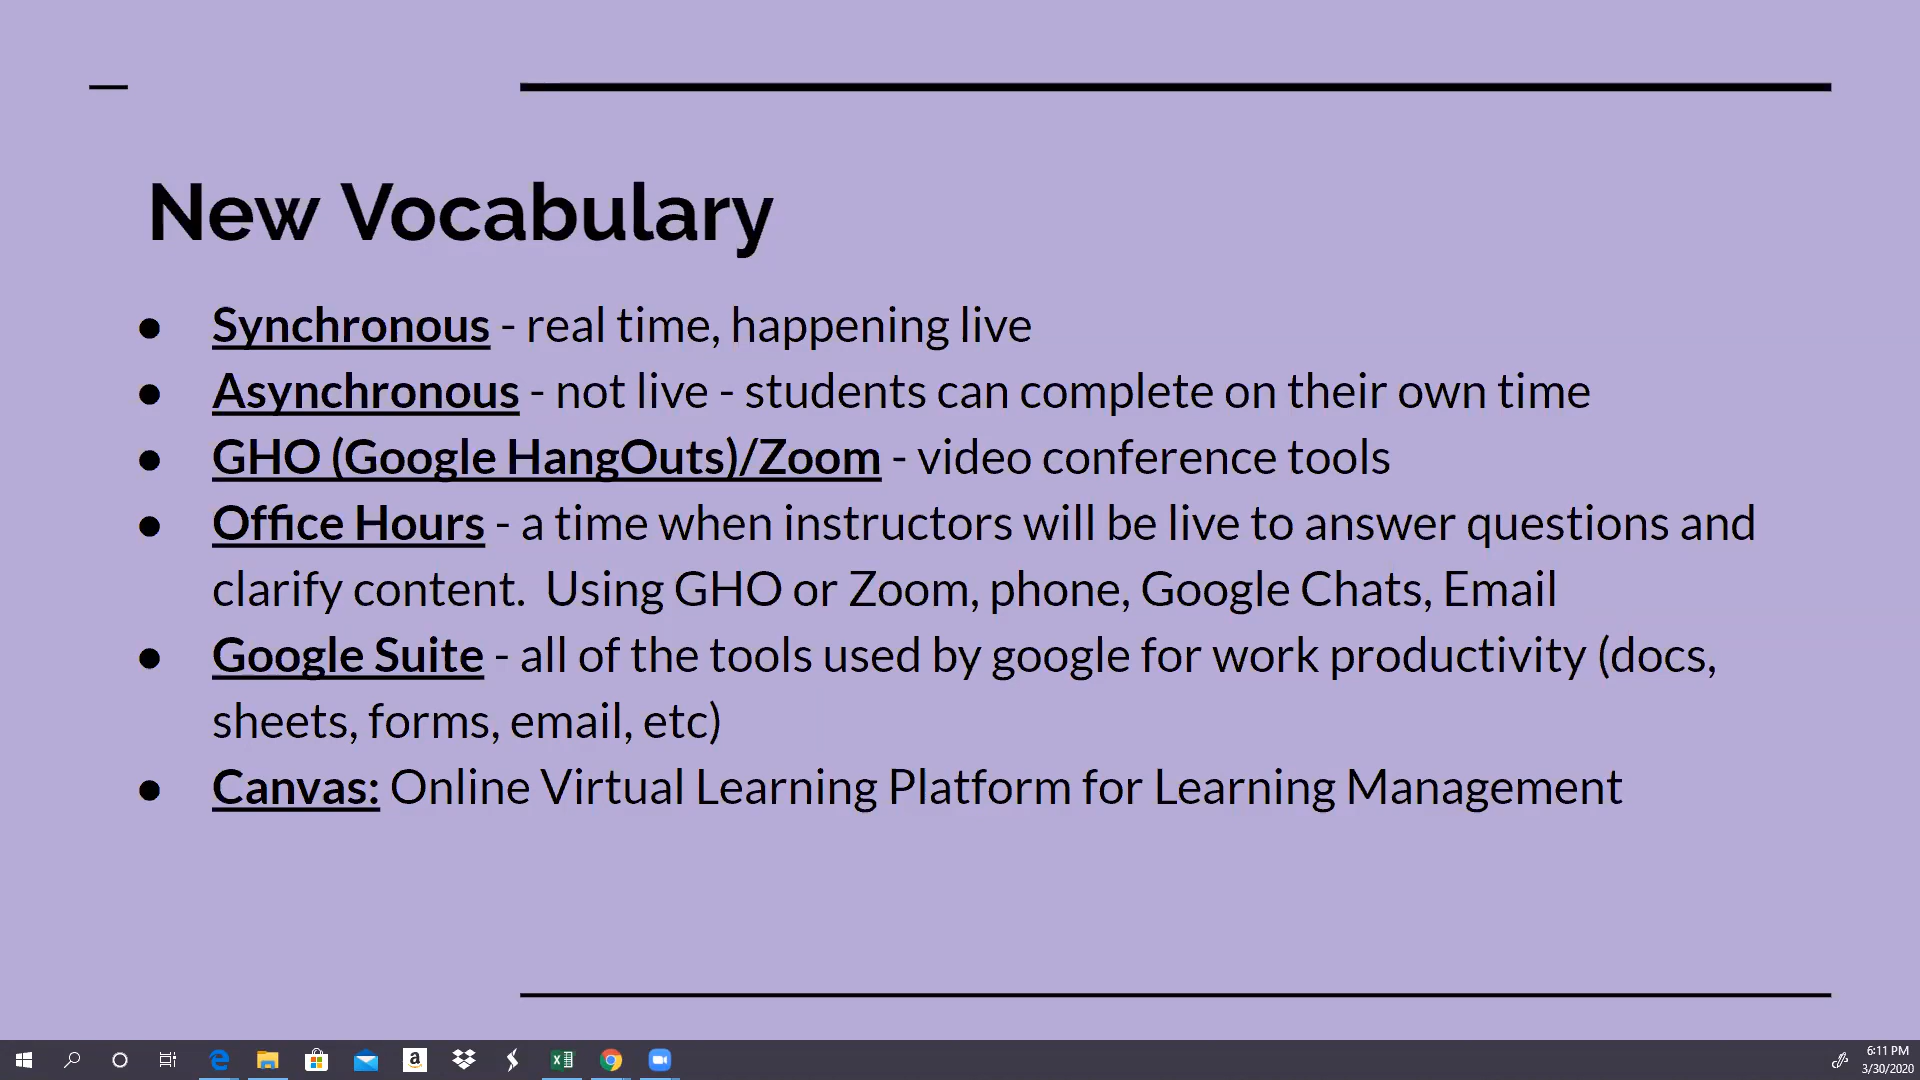 New Vocabulary
● Synchronous - real time, happening live
● Asynchronous - not live - students can complete on their own time
● GHO (Google HangOuts)/Zoom - video conference tools
● Office Hours - a time when instructors will be live to answer questions and
clarify content.  Using GHO or Zoom, phone, Google Chats, Email
● Google Suite - all of the tools used by google for work productivity (docs,
sheets, forms, email, etc)
● Canvas: Online Virtual Learning Platform for Learning Management
6:11 PM
3/30/2020